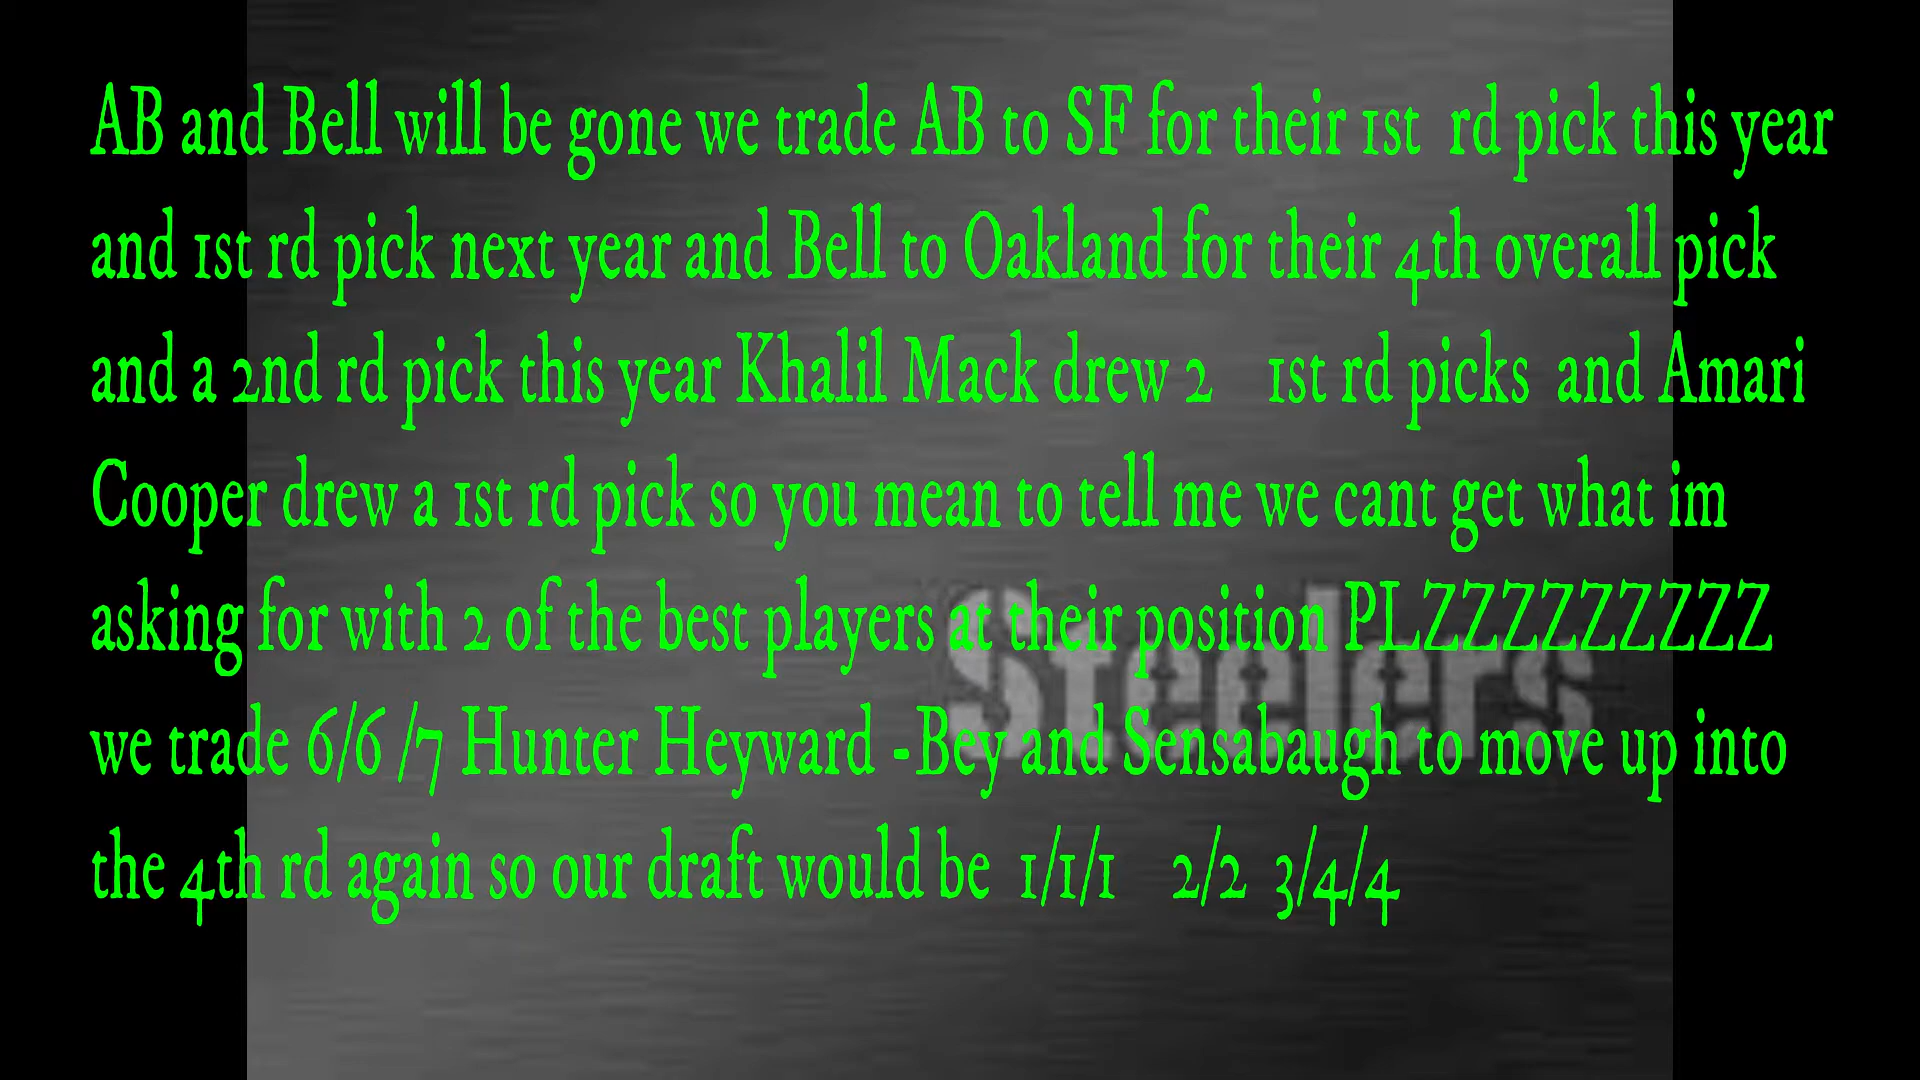 AB and Bell will be gone we trade AB to SF for their 1st rd pick this year
and 1st rd pick next year and Bell to Oakland for their 4th overall pick
and a 2nd rd pick this year Khalil Mack drew 2 1st rd picks and Amari
Cooper drew a 1st rd pick so you mean to tell me we cant get what im
asking for with 2 of the best players at their position PLZZZZZZZZZ
Steelers
we trade 6/6 /7 Hunter Heyward -Bey and Sensabaugh to move up into
the 4th rd again so our draft would be 1/1/1 2/2 3/4/4